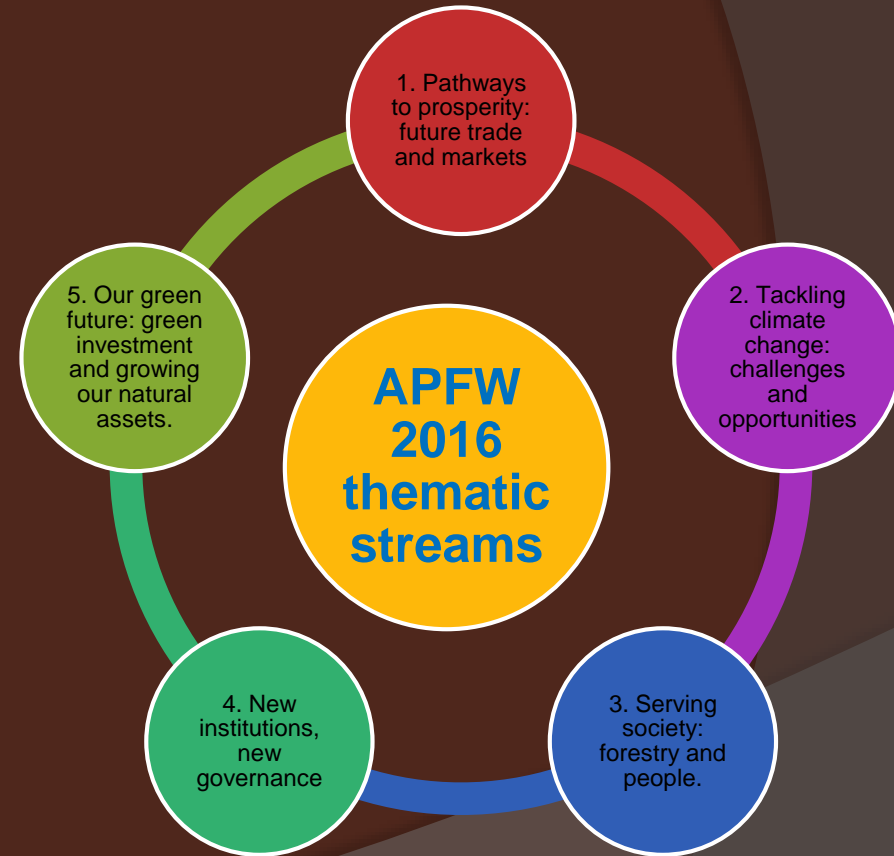 1. Pathways
to prosperity:
future trade
and markets
2. Tackling
climate
change:
challenges
and
opportunities
3. Serving
society:
forestry and
people.
4. New
institutions,
new
governance
5. Our green
future: green
investment
and growing
our natural
assets.
APFW
2016
thematic
streams